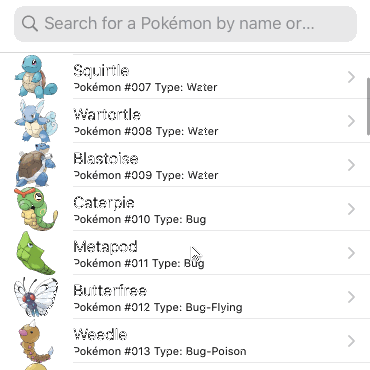 Search for a Pokémon by name or...
Squirtle
Pokémon #007 Type: Water
Wartortle
Pokémon #008 Type: Water
Blastoise
Pokémon #009 Type: Water
Caterpie
Pokémon #010 Type: Bug
Metapod
Pokémon #011 Type: Bug
Butterfree
Pokémon #012 Type: Bug-Flying
Weedle
Pokémon #013 Type: Bug-Poison